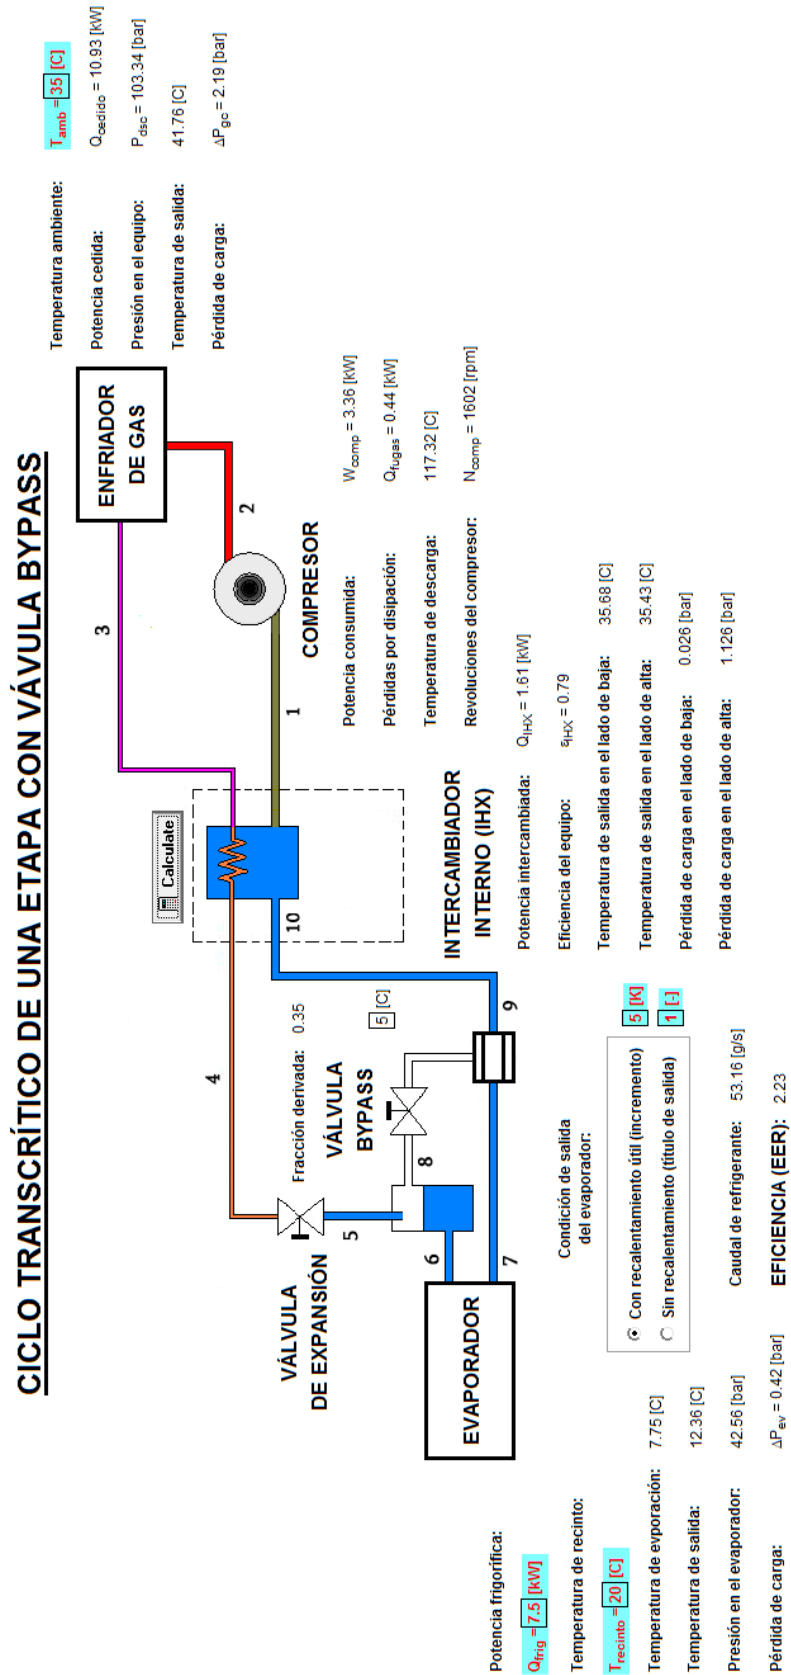 CICLO TRANSCRÍTICO DE UNA ETAPA CON VÁVULA BYPASS
Temperatura ambiente: T_amb = 35 [C]
Potencia cedida: Q_cedido = 10.93 [kW]
Presión en el equipo: P_dsc = 103.34 [bar]
Temperatura de salida: 41.76 [C]
Pérdida de carga: ΔP_gc = 2.19 [bar]
ENFRIADOR
DE GAS
3
2
Calculate
COMPRESOR
1
10
4
Potencia consumida: W_comp = 3.36 [kW]
Pérdidas por disipación: Q_fugas = 0.44 [kW]
Temperatura de descarga: 117.32 [C]
Revoluciones del compresor: N_comp = 1602 [rpm]
INTERCAMBIADOR
INTERNO (IHX)
Potencia intercambiada: Q_IHX = 1.61 [kW]
Eficiencia del equipo: ε_IHX = 0.79
Temperatura de salida en el lado de baja: 35.68 [C]
Temperatura de salida en el lado de alta: 35.43 [C]
Pérdida de carga en el lado de baja: 0.026 [bar]
Pérdida de carga en el lado de alta: 1.126 [bar]
Fracción derivada: 0.35
VÁLVULA
BYPASS
5 [C]
9
8
VÁLVULA
DE EXPANSIÓN
5
6
7
EVAPORADOR
Condición de salida
del evaporador:
Con recalentamiento útil (incremento) 5 [K]
Sin recalentamiento (título de salida) 1 [-]
Caudal de refrigerante: 53.16 [g/s]
EFICIENCIA (EER): 2.23
Potencia frigorífica:
Q_frig = 7.5 [kW]
Temperatura de recinto:
T_recinto = 20 [C]
Temperatura de evporación: 7.75 [C]
Temperatura de salida: 12.36 [C]
Presión en el evaporador: 42.56 [bar]
Pérdida de carga: ΔP_ev = 0.42 [bar]